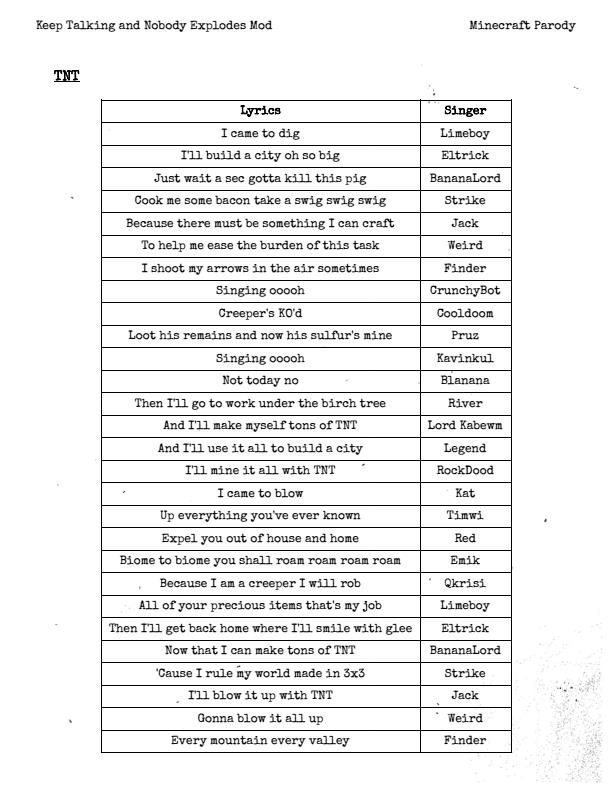 Keep Talking and Nobody Explodes Mod Minecraft Parody
TNT
Lyrics Singer
I came to dig Limeboy
I'll build a city oh so big Eltrick
Just wait a sec gotta kill this pig BananaLord
Cook me some bacon take a swig swig swig Strike
Because there must be something I can craft Jack
To help me ease the burden of this task Weird
I shoot my arrows in the air sometimes Finder
Singing ooooh CrunchyBot
Creeper's KO'd Cooldoom
Loot his remains and now his sulfur's mine Pruz
Singing ooooh Kavinkul
Not today no Blanana
Then I'll go to work under the birch tree River
And I'll make myself tons of TNT Lord Kabewm
And I'll use it all to build a city Legend
I'll mine it all with TNT RockDood
I came to blow Kat
Up everything you've ever known Timwi
Expel you out of house and home Red
Biome to biome you shall roam roam roam roam Emik
Because I am a creeper I will rob Qkrisi
All of your precious items that's my job Limeboy
Then I'll get back home where I'll smile with glee Eltrick
Now that I can make tons of TNT BananaLord
'Cause I rule my world made in 3x3 Strike
I'll blow it up with TNT Jack
Gonna blow it all up Weird
Every mountain every valley Finder